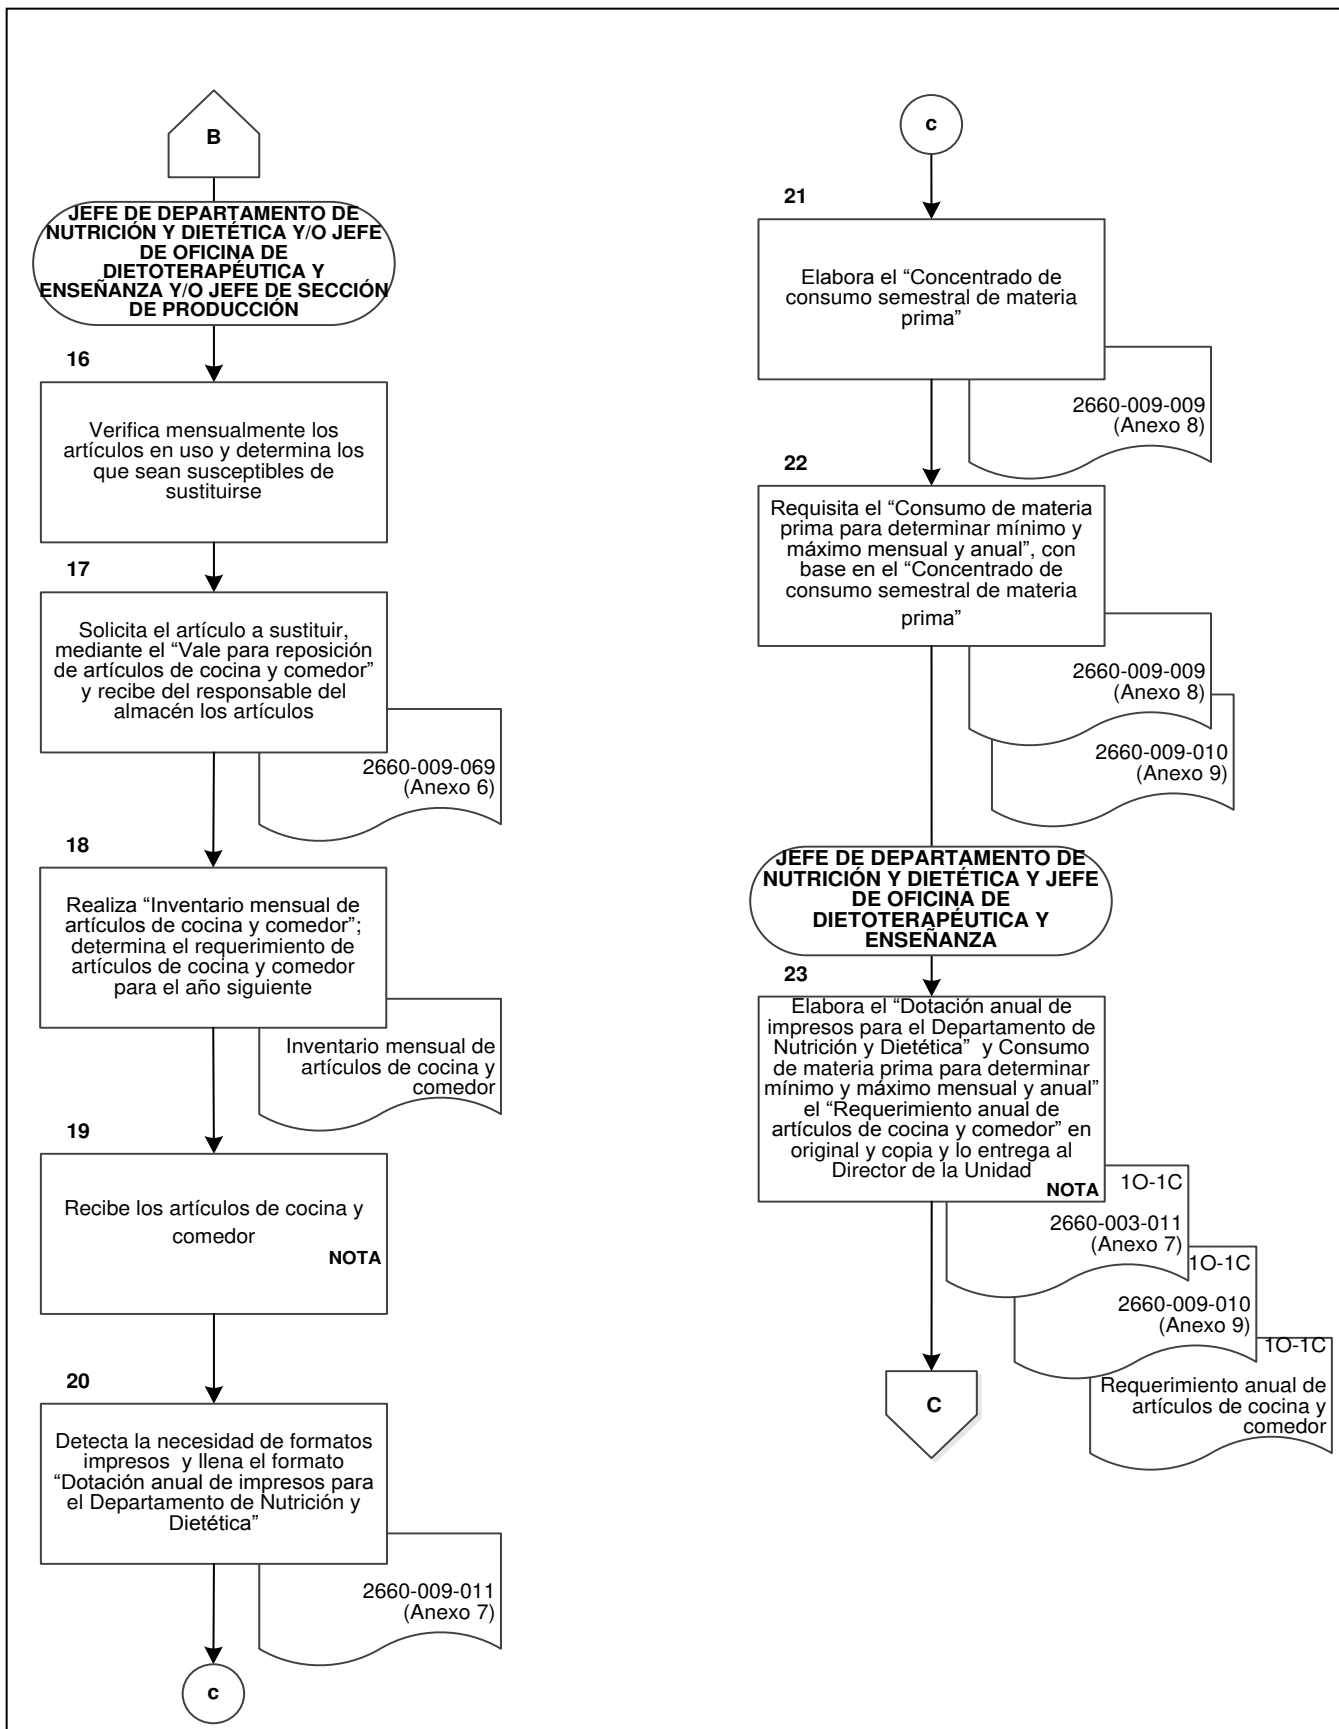 B
JEFE DE DEPARTAMENTO DE
NUTRICIÓN Y DIETÉTICA Y/O JEFE
DE OFICINA DE
DIETOTERAPÉUTICA Y
ENSEÑANZA Y/O JEFE DE SECCIÓN
DE PRODUCCIÓN
16
Verifica mensualmente los
artículos en uso y determina los
que sean susceptibles de
sustituirse
17
Solicita el artículo a sustituir,
mediante el “Vale para reposición
de artículos de cocina y comedor”
y recibe del responsable del
almacén los artículos
2660-009-069
(Anexo 6)
18
Realiza “Inventario mensual de
artículos de cocina y comedor”;
determina el requerimiento de
artículos de cocina y comedor
para el año siguiente
Inventario mensual de
artículos de cocina y
comedor
19
Recibe los artículos de cocina y
comedor
NOTA
20
Detecta la necesidad de formatos
impresos y llena el formato
“Dotación anual de impresos para
el Departamento de Nutrición y
Dietética”
2660-009-011
(Anexo 7)
c
c
21
Elabora el “Concentrado de
consumo semestral de materia
prima”
2660-009-009
(Anexo 8)
22
Requisita el “Consumo de materia
prima para determinar mínimo y
máximo mensual y anual”, con
base en el “Concentrado de
consumo semestral de materia
prima”
2660-009-009
(Anexo 8)
2660-009-010
(Anexo 9)
JEFE DE DEPARTAMENTO DE
NUTRICIÓN Y DIETÉTICA Y JEFE
DE OFICINA DE
DIETOTERAPÉUTICA Y
ENSEÑANZA
23
Elabora el “Dotación anual de
impresos para el Departamento de
Nutrición y Dietética” y Consumo
de materia prima para determinar
mínimo y máximo mensual y anual”
el “Requerimiento anual de
artículos de cocina y comedor” en
original y copia y lo entrega al
Director de la Unidad
NOTA
1O-1C
2660-003-011
(Anexo 7)
1O-1C
2660-009-010
(Anexo 9)
1O-1C
Requerimiento anual de
artículos de cocina y
comedor
C